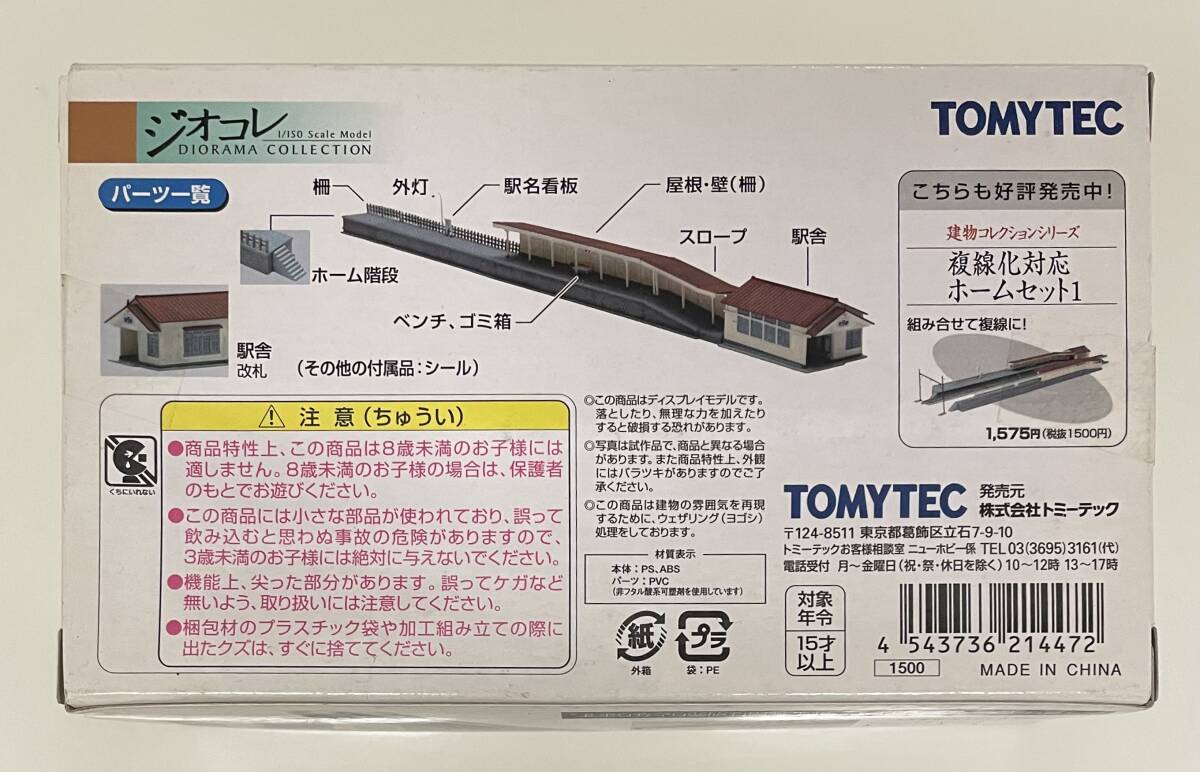 ジオコレ
1/150 Scale Model
DIORAMA COLLECTION
TOMYTEC
パーツ一覧
柵
外灯
駅名看板
屋根・壁(柵)
スロープ
駅舎
ホーム階段
ベンチ、ゴミ箱
駅舎
改札
(その他の付属品:シール)
こちらも好評発売中!
建物コレクションシリーズ
複線化対応
ホームセット1
組み合せて複線に!
1,575円(税抜1500円)
⚠ 注 意(ちゅうい)
くちにいれない
●商品特性上、この商品は8歳未満のお子様には
適しません。8歳未満のお子様の場合は、保護者
のもとでお遊びください。
●この商品には小さな部品が使われており、誤って
飲み込むと思わぬ事故の危険がありますので、
3歳未満のお子様には絶対に与えないでください。
●機能上、尖った部分があります。誤ってケガなど
無いよう、取り扱いには注意してください。
●梱包材のプラスチック袋や加工組み立ての際に
出たクズは、すぐに捨ててください。
◎この商品はディスプレイモデルです。
落としたり、無理な力を加えたり
すると破損する恐れがあります。
◎写真は試作品で、商品と異なる場合
があります。また商品特性上、外観
にはバラツキがありますのでご了
承ください。
◎この商品は建物の雰囲気を再現
するために、ウェザリング(ヨゴシ)
処理をしております。
材質表示
本体:PS、ABS
パーツ:PVC
(非フタル酸系可塑剤を使用しています)
紙
外箱
プラ
袋:PE
TOMYTEC
発売元
株式会社トミーテック
〒124-8511 東京都葛飾区立石7-9-10
トミーテックお客様相談室 ニューホビー係 TEL 03(3695)3161(代)
電話受付 月〜金曜日(祝・祭・休日を除く) 10〜12時 13〜17時
対象
年令
15才
以上
4 543736 214472
1500
MADE IN CHINA